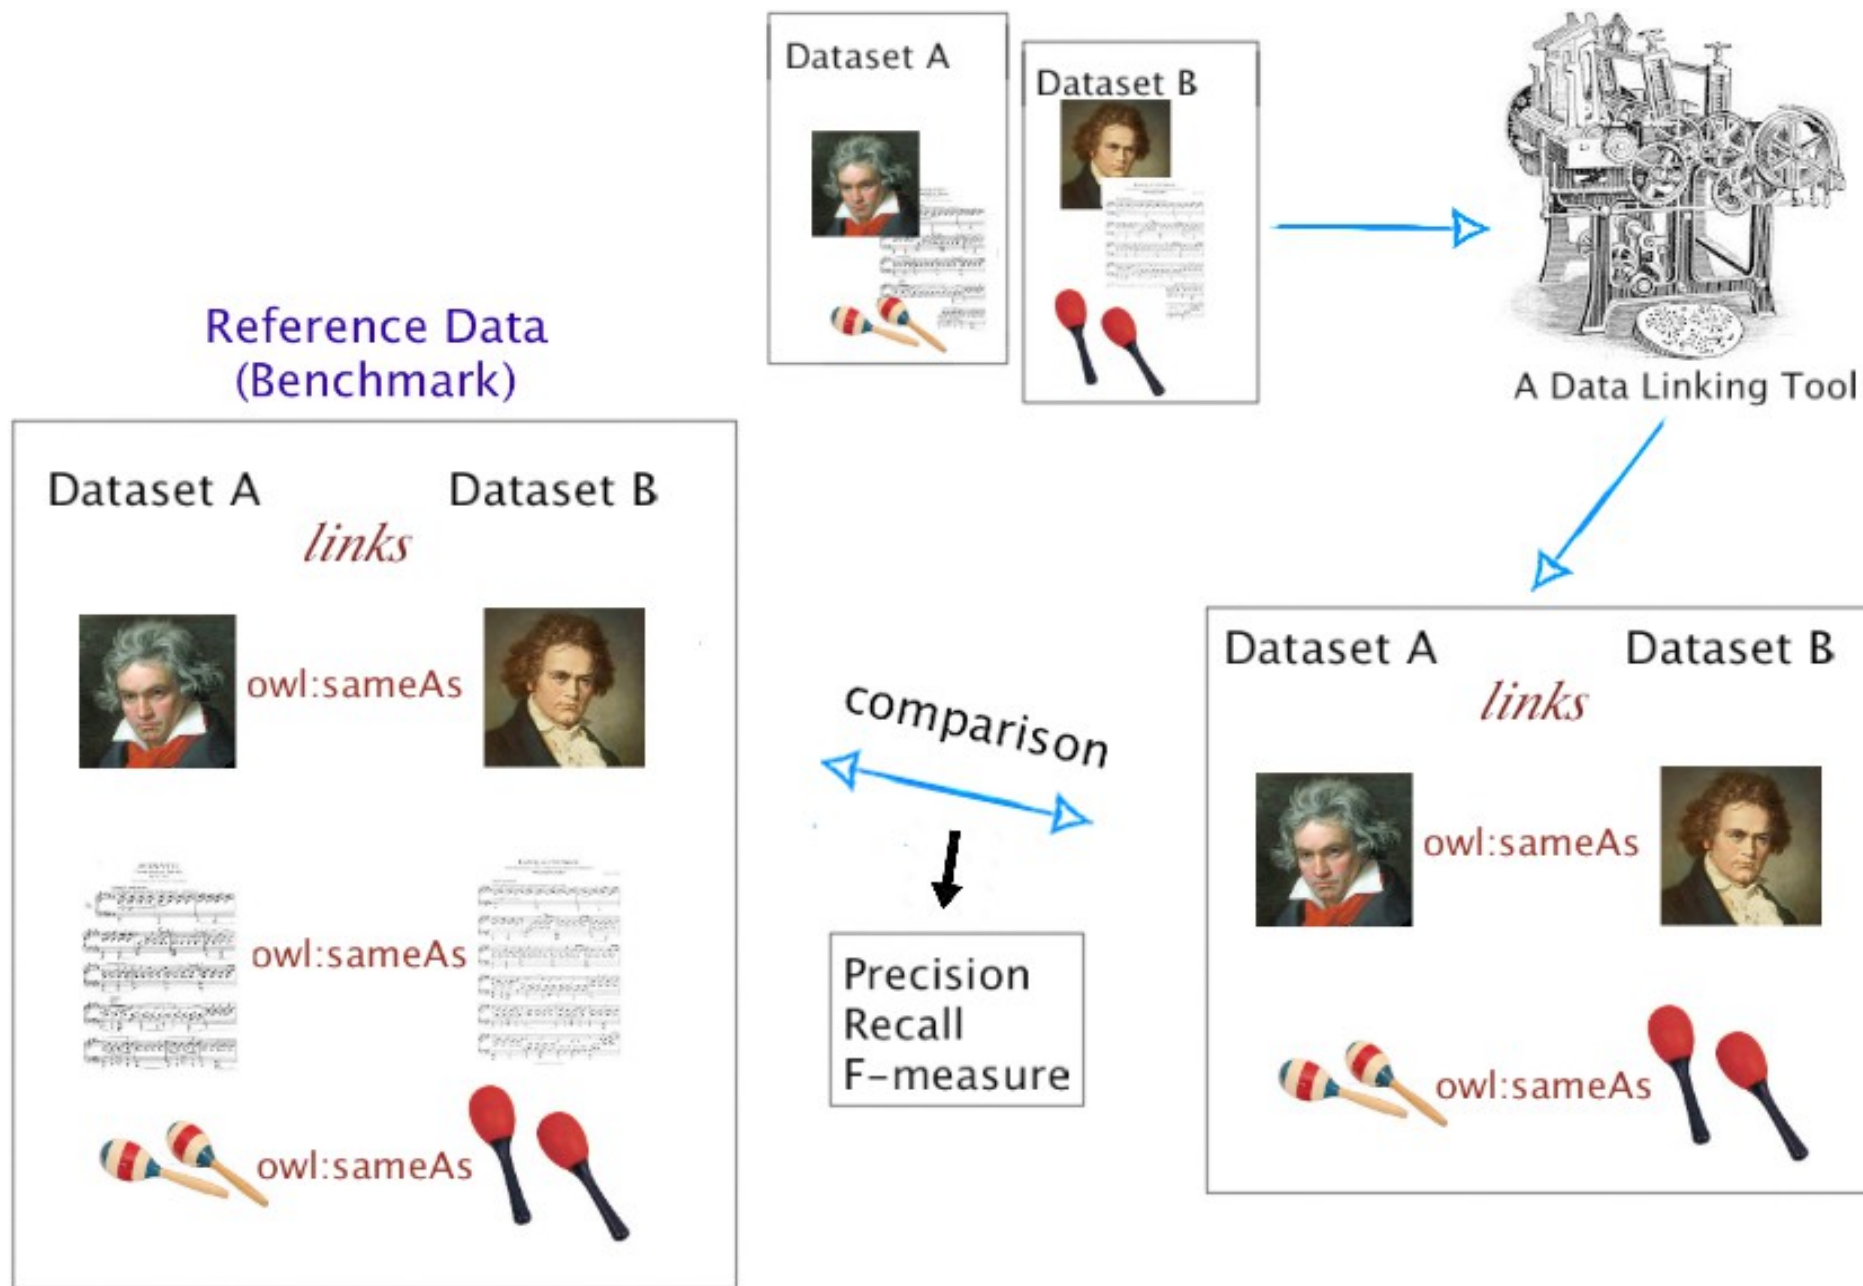 Dataset A
Dataset B
A Data Linking Tool
Reference Data
(Benchmark)
Dataset A
Dataset B
links
owl:sameAs
owl:sameAs
owl:sameAs
comparison
Precision
Recall
F-measure
Dataset A
Dataset B
links
owl:sameAs
owl:sameAs